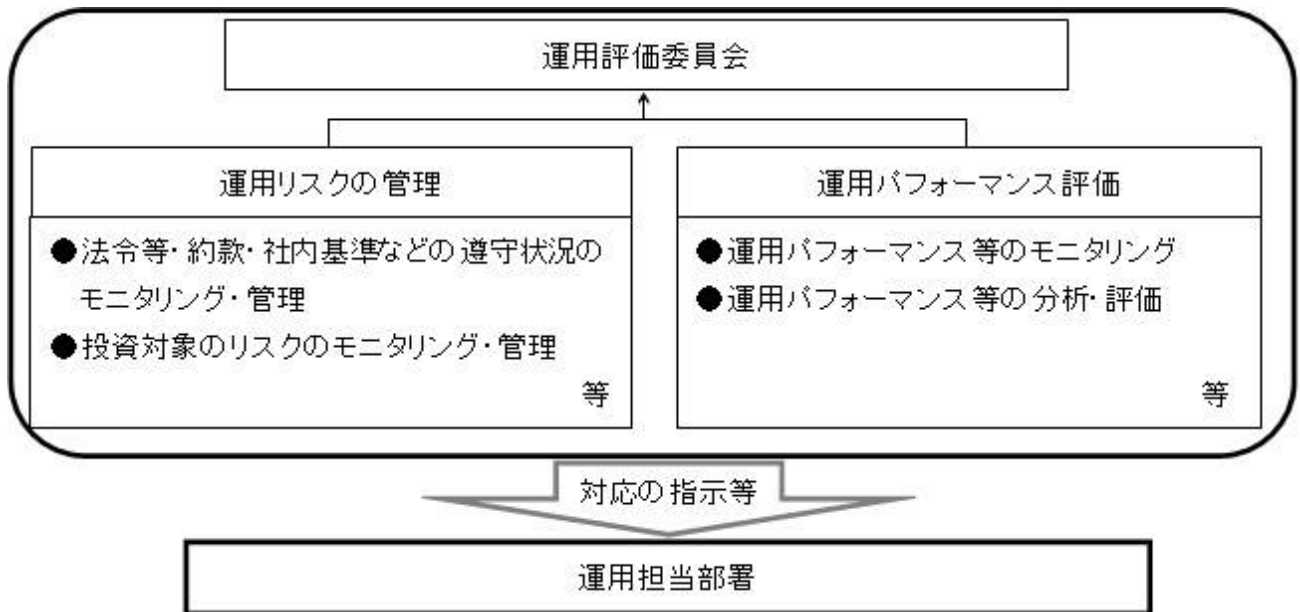 運用評価委員会
運用リスクの管理
●法令等・約款・社内基準などの遵守状況の
モニタリング・管理
●投資対象のリスクのモニタリング・管理
等
運用パフォーマンス評価
●運用パフォーマンス等のモニタリング
●運用パフォーマンス等の分析・評価
等
対応の指示等
運用担当部署